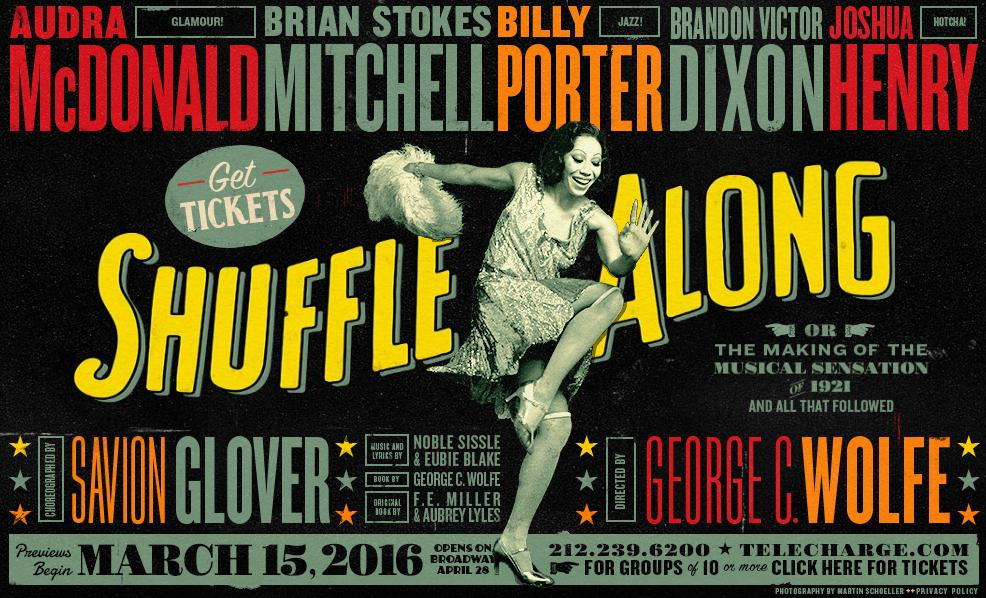 AUDRA
GLAMOUR!
McDONALD
BRIAN STOKES
MITCHELL
BILLY
JAZZ!
PORTER
BRANDON VICTOR
DIXON
JOSHUA
HOTCHA!
HENRY
Get
TICKETS
SHUFFLE ALONG
OR
THE MAKING OF THE
MUSICAL SENSATION
OF 1921
AND ALL THAT FOLLOWED
CHOREOGRAPHED BY
SAVION GLOVER
MUSIC AND
LYRICS BY
NOBLE SISSLE
& EUBIE BLAKE
BOOK BY
GEORGE C. WOLFE
ORIGINAL
BOOK BY
F.E. MILLER
& AUBREY LYLES
DIRECTED BY
GEORGE C. WOLFE
Previews
Begin
MARCH 15, 2016
OPENS ON
BROADWAY
APRIL 28
212.239.6200 ★ TELECHARGE.COM
FOR GROUPS of 10 or more CLICK HERE FOR TICKETS
PHOTOGRAPHY BY MARTIN SCHOELLER ✦✦ PRIVACY POLICY